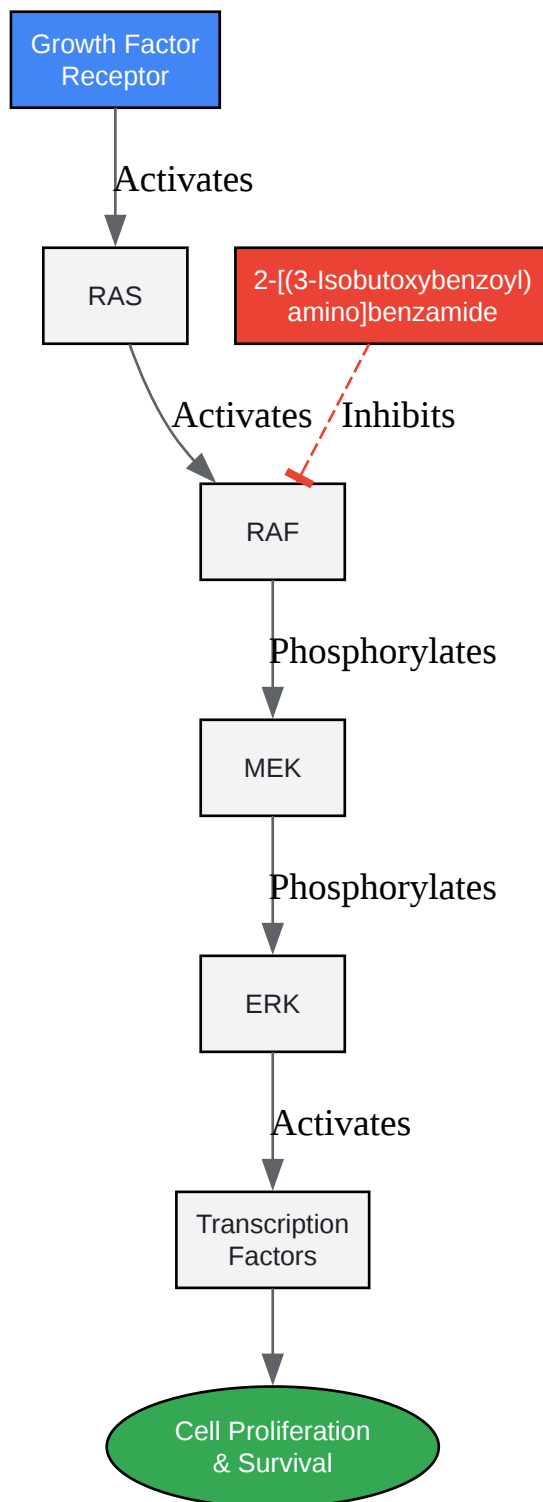 Growth Factor
Receptor
Activates
RAS
2-[(3-Isobutoxybenzoyl)
amino]benzamide
Activates
Inhibits
RAF
Phosphorylates
MEK
Phosphorylates
ERK
Activates
Transcription
Factors
Cell Proliferation
& Survival